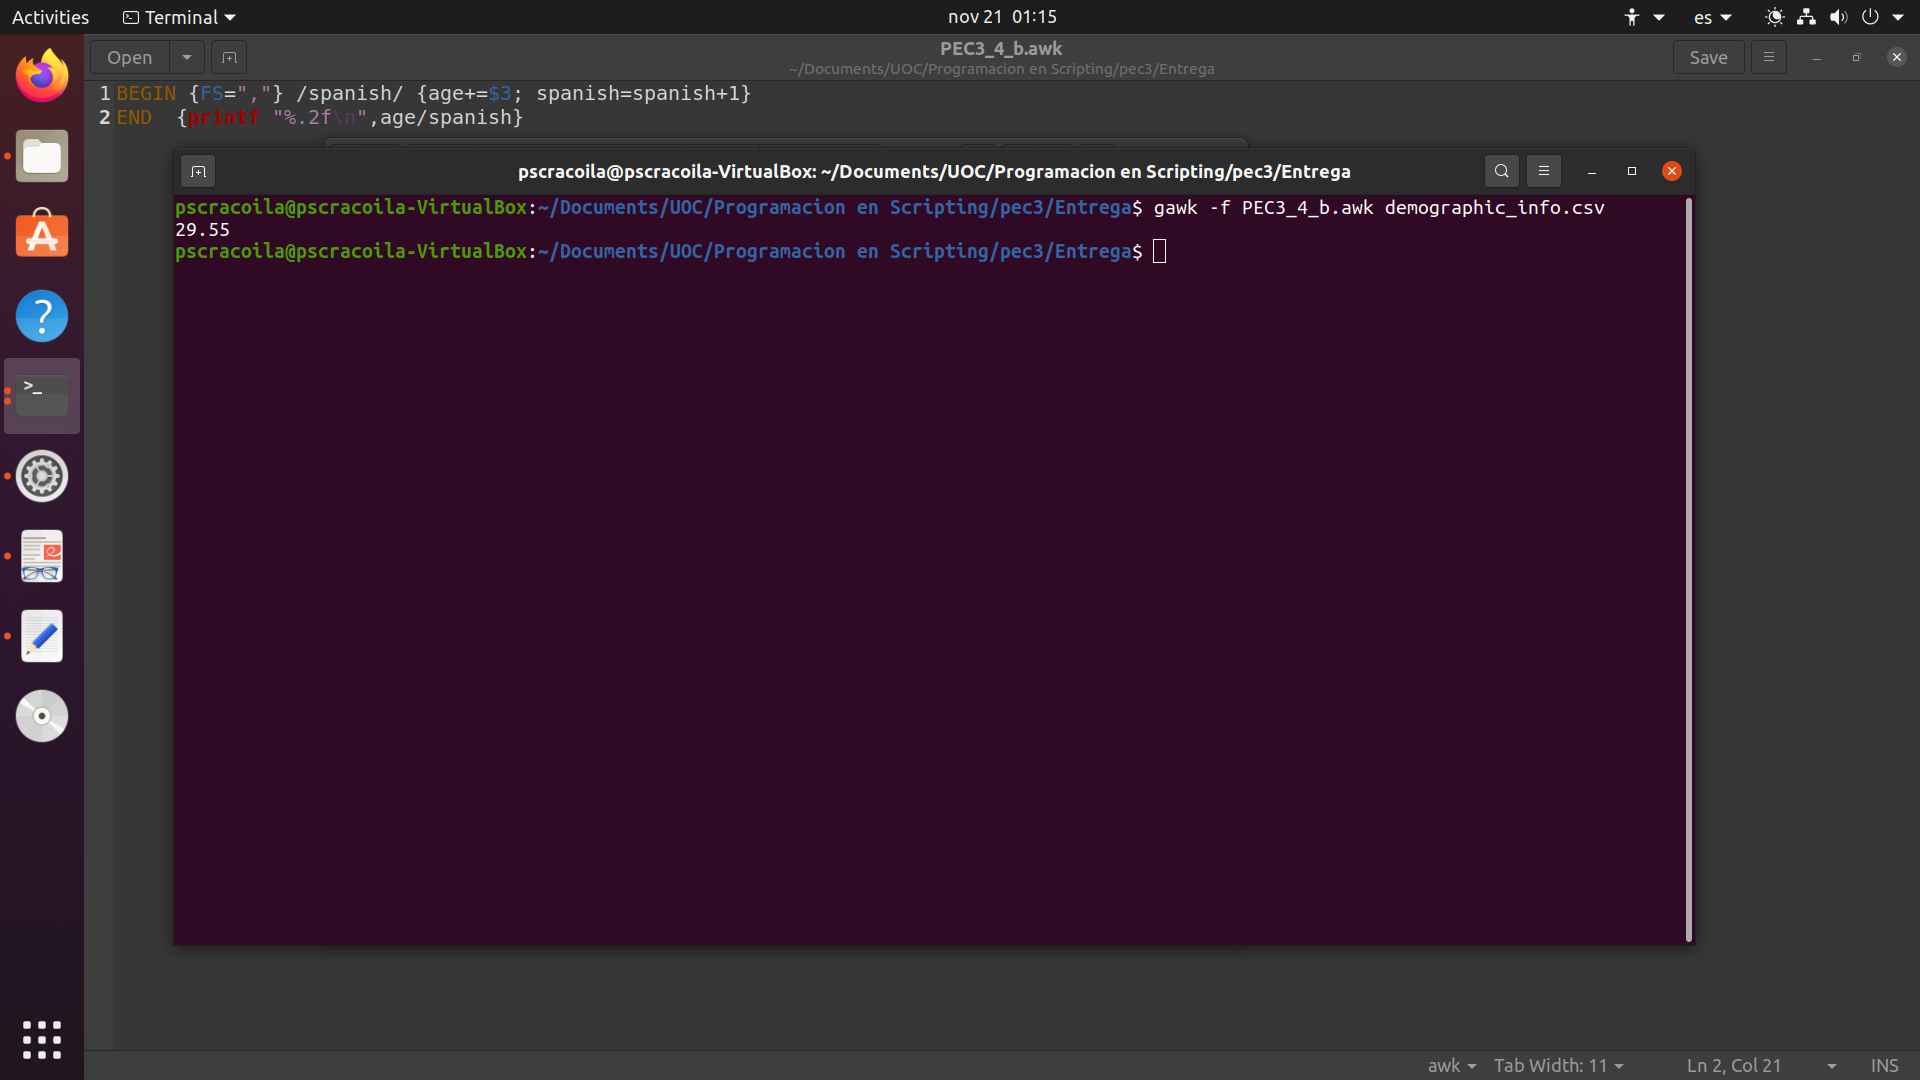 Activities Terminal nov 21 01:15 es
Open PEC3_4_b.awk Save
~/Documents/UOC/Programacion en Scripting/pec3/Entrega
1 BEGIN {FS=","} /spanish/ {age+=$3; spanish=spanish+1}
2 END {printf "%.2f\n",age/spanish}
pscracoila@pscracoila-VirtualBox: ~/Documents/UOC/Programacion en Scripting/pec3/Entrega
pscracoila@pscracoila-VirtualBox:~/Documents/UOC/Programacion en Scripting/pec3/Entrega$ gawk -f PEC3_4_b.awk demographic_info.csv
29.55
pscracoila@pscracoila-VirtualBox:~/Documents/UOC/Programacion en Scripting/pec3/Entrega$
awk Tab Width: 11 Ln 2, Col 21 INS